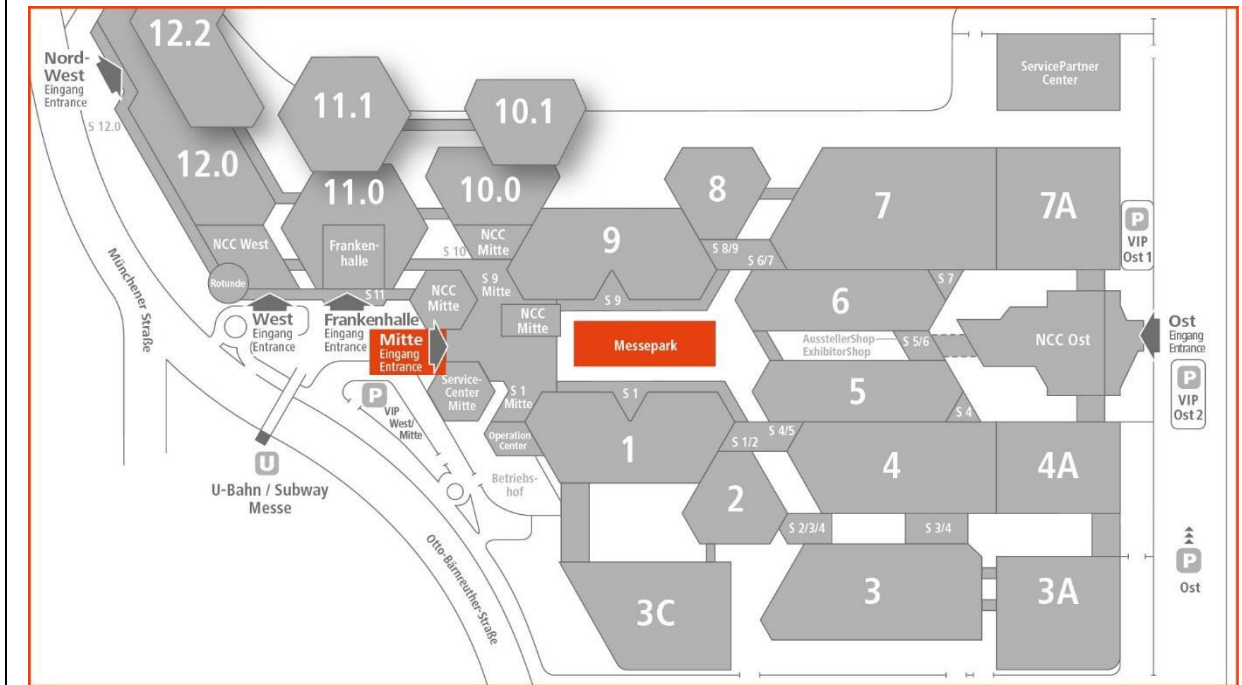 12.2
Nord-
West
Eingang
Entrance
S 12.0
12.0
11.1
10.1
ServicePartner
Center
11.0
10.0
8
7
7A
P
VIP
Ost 1
NCC West
Franken-
halle
S 10
NCC
Mitte
9
S 8/9
S 6/7
S 7
Rotunde
S 11
NCC
Mitte
S 9
Mitte
S 9
NCC
Mitte
6
Münchener Straße
West
Eingang
Entrance
Frankenhalle
Eingang
Entrance
Mitte
Eingang
Entrance
Messepark
AusstellerShop
ExhibitorShop
S 5/6
NCC Ost
Ost
Eingang
Entrance
P
VIP
Ost 2
Service-
Center
Mitte
S 1
Mitte
S 1
5
S 4
P
VIP
West/
Mitte
Operation
Center
1
S 1/2
S 4/5
4
4A
U
U-Bahn / Subway
Messe
Betriebs-
hof
2
S 2/3/4
S 3/4
P
Ost
Otto-Bärnreuther-Straße
3C
3
3A